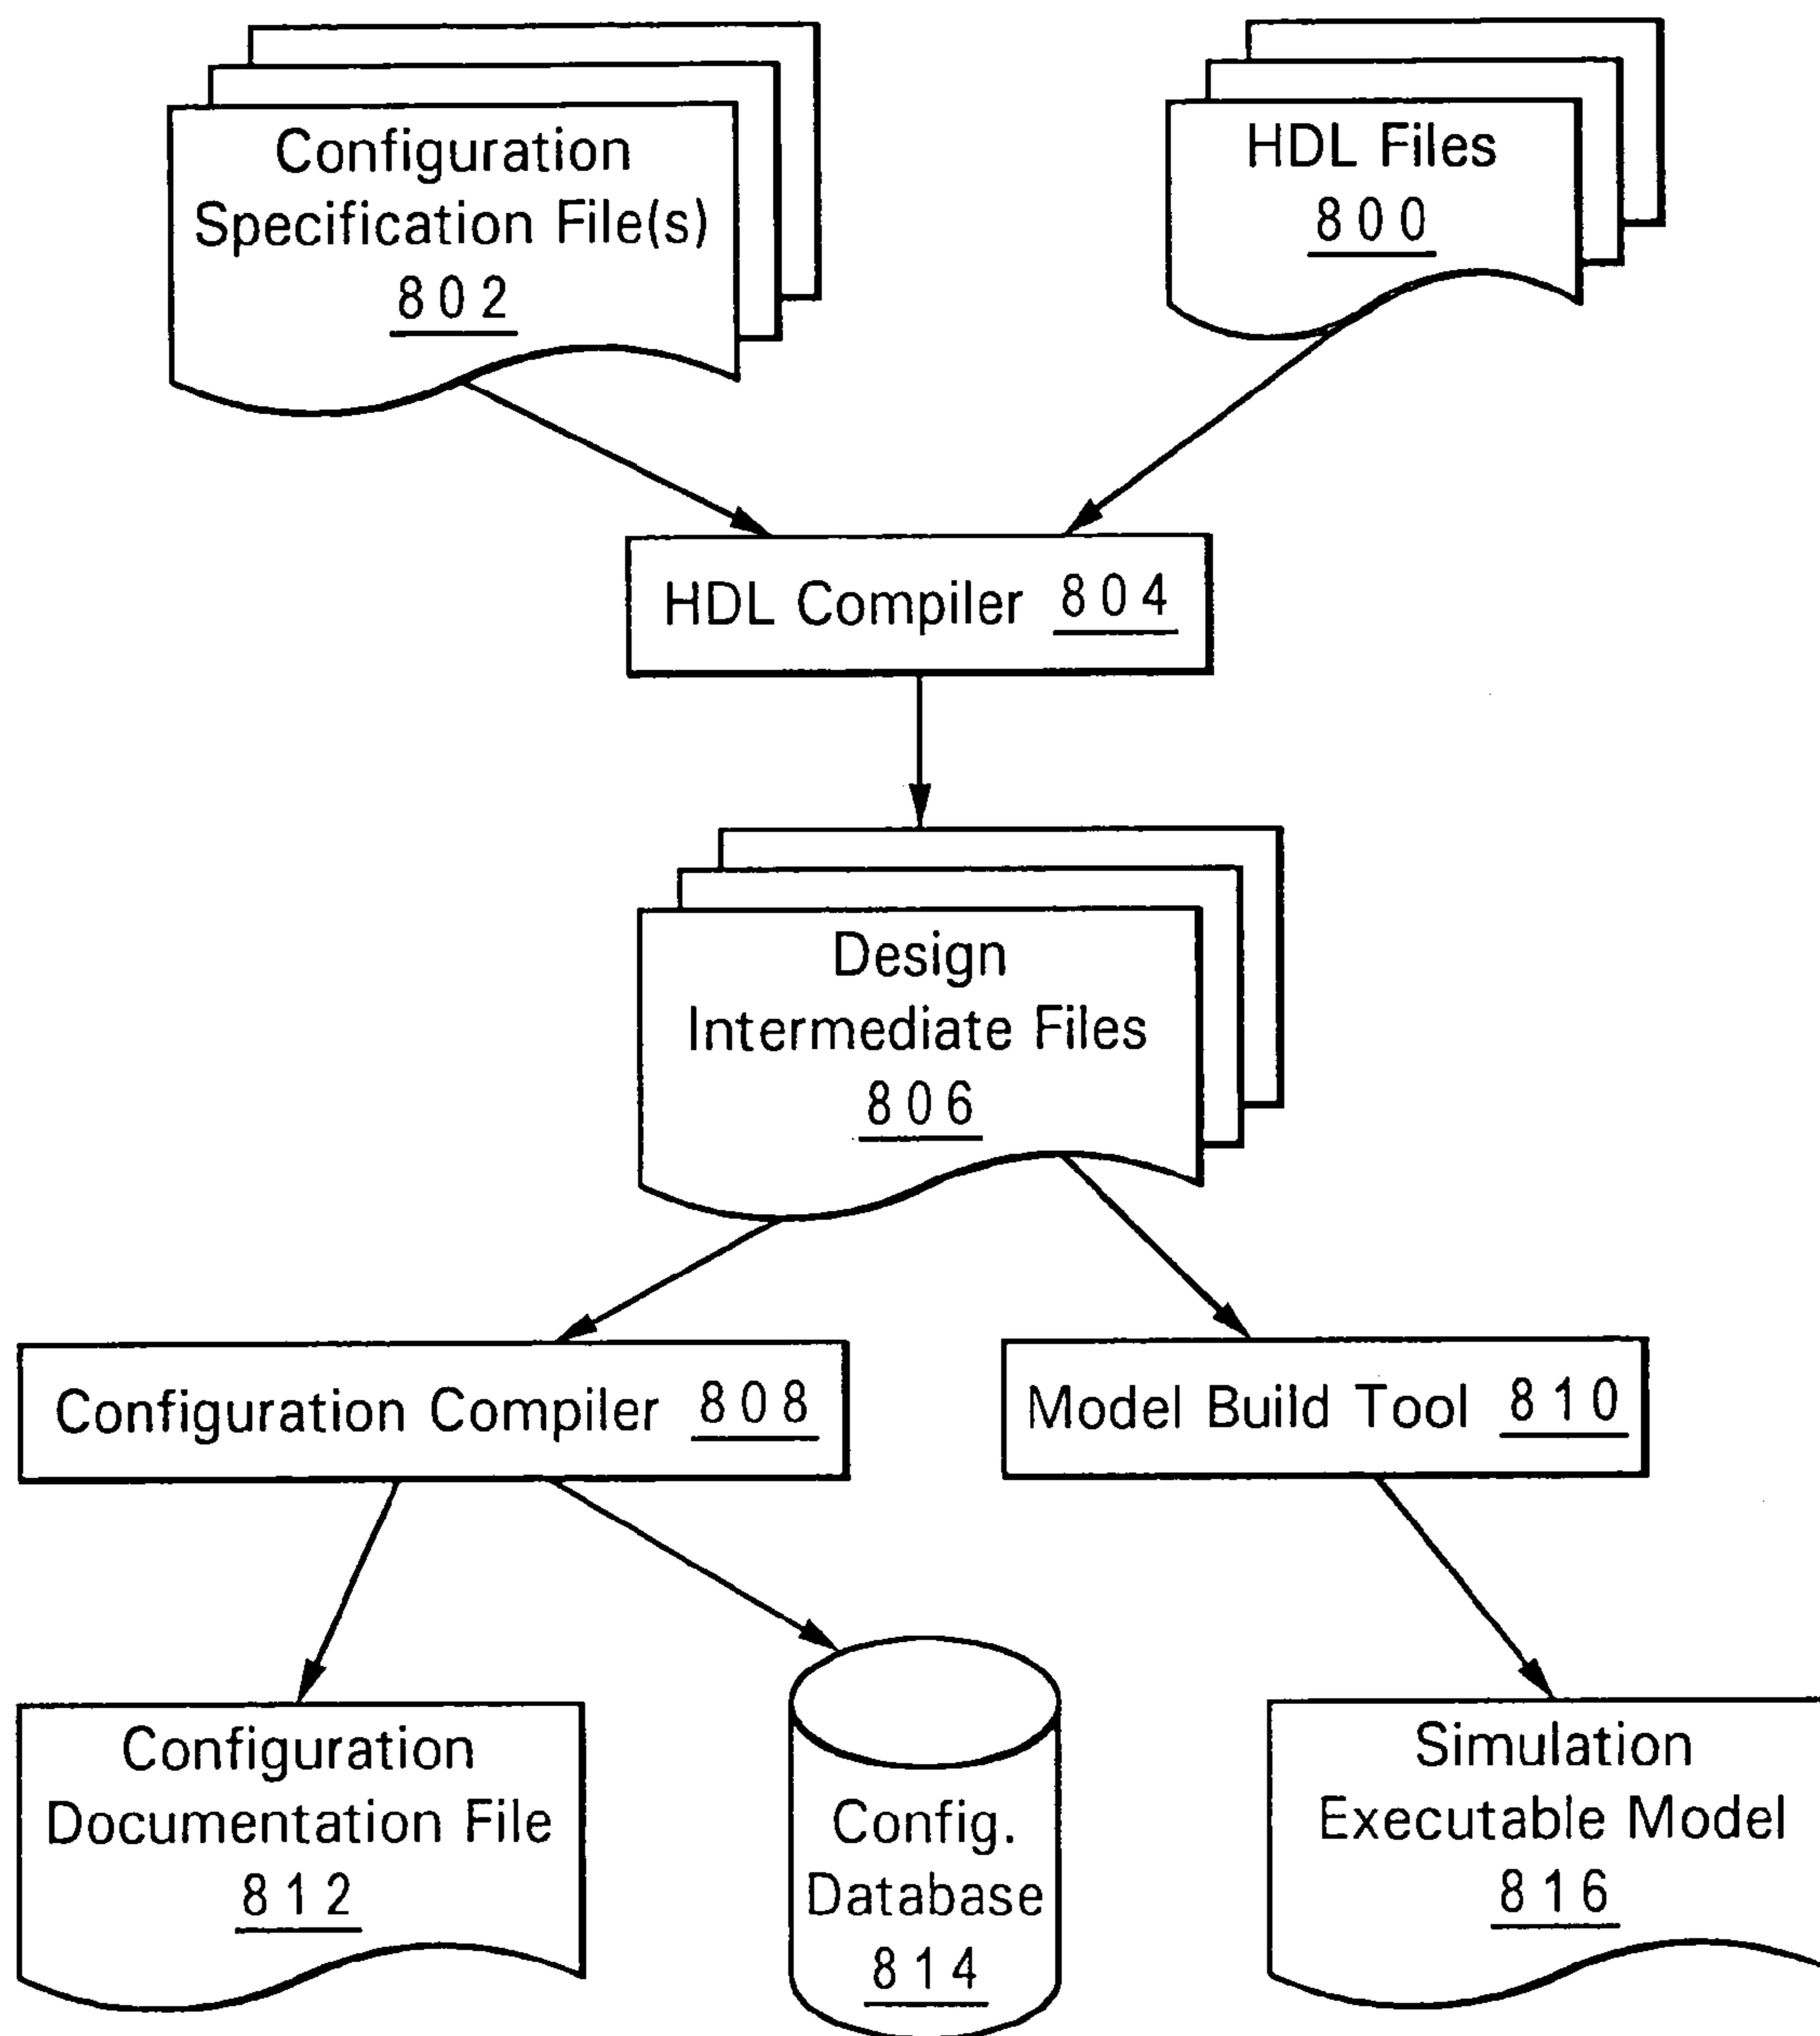 Configuration
Specification File(s)
802
HDL Files
800
HDL Compiler 804
Design
Intermediate Files
806
Configuration Compiler 808
Model Build Tool 810
Configuration
Documentation File
812
Config.
Database
814
Simulation
Executable Model
816